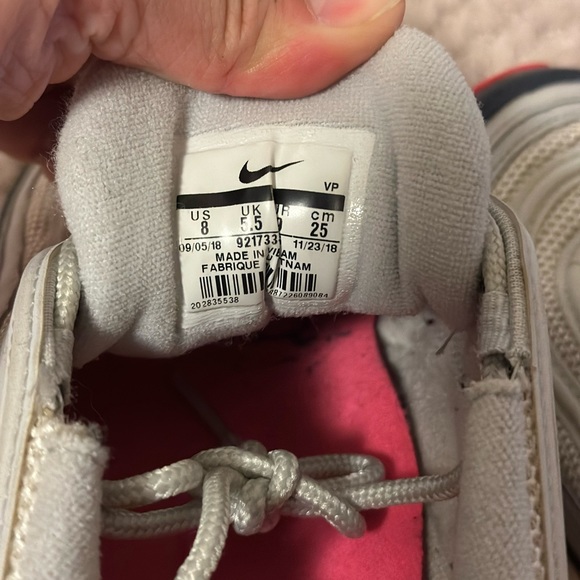 VP
US UK cm
8 5.5 25
09/05/18 921733- 11/23/18
MADE IN
FABRIQUE
202835538